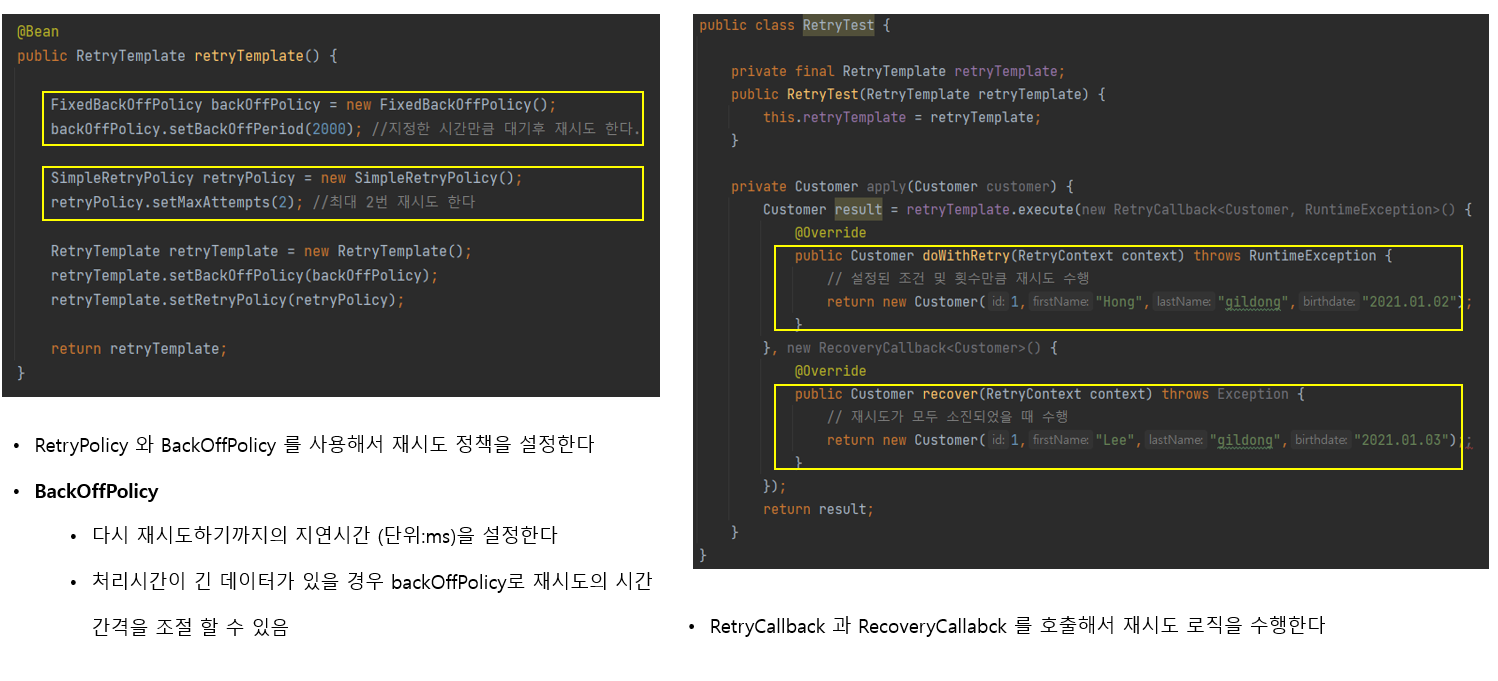 @Bean
public RetryTemplate retryTemplate() {
FixedBackOffPolicy backOffPolicy = new FixedBackOffPolicy();
backOffPolicy.setBackOffPeriod(2000); //지정한 시간만큼 대기후 재시도 한다.
SimpleRetryPolicy retryPolicy = new SimpleRetryPolicy();
retryPolicy.setMaxAttempts(2); //최대 2번 재시도 한다
RetryTemplate retryTemplate = new RetryTemplate();
retryTemplate.setBackOffPolicy(backOffPolicy);
retryTemplate.setRetryPolicy(retryPolicy);
return retryTemplate;
}
• RetryPolicy 와 BackOffPolicy 를 사용해서 재시도 정책을 설정한다
• BackOffPolicy
• 다시 재시도하기까지의 지연시간 (단위:ms)을 설정한다
• 처리시간이 긴 데이터가 있을 경우 backOffPolicy로 재시도의 시간
간격을 조절 할 수 있음
public class RetryTest {
private final RetryTemplate retryTemplate;
public RetryTest(RetryTemplate retryTemplate) {
this.retryTemplate = retryTemplate;
}
private Customer apply(Customer customer) {
Customer result = retryTemplate.execute(new RetryCallback<Customer, RuntimeException>() {
@Override
public Customer doWithRetry(RetryContext context) throws RuntimeException {
// 설정된 조건 및 횟수만큼 재시도 수행
return new Customer( id: 1, firstName: "Hong", lastName: "gildong", birthdate: "2021.01.02");
}
}, new RecoveryCallback<Customer>() {
@Override
public Customer recover(RetryContext context) throws Exception {
// 재시도가 모두 소진되었을 때 수행
return new Customer( id: 1, firstName: "Lee", lastName: "gildong", birthdate: "2021.01.03");;
}
});
return result;
}
}
• RetryCallback 과 RecoveryCallabck 를 호출해서 재시도 로직을 수행한다